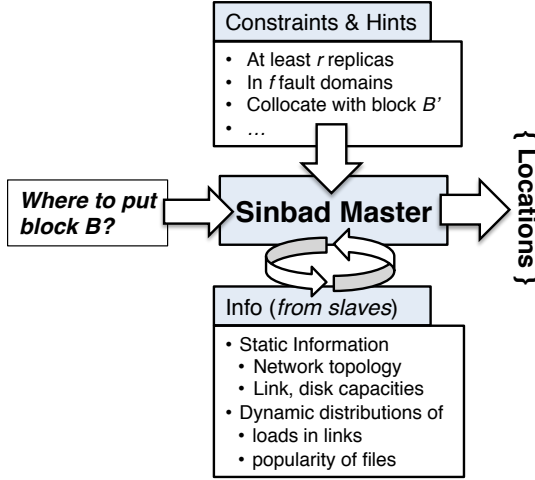 Constraints & Hints
• At least r replicas
• In f fault domains
• Collocate with block B'
• ...
Where to put
block B?
Sinbad Master
{ Locations }
Info (from slaves)
• Static Information
• Network topology
• Link, disk capacities
• Dynamic distributions of
• loads in links
• popularity of files